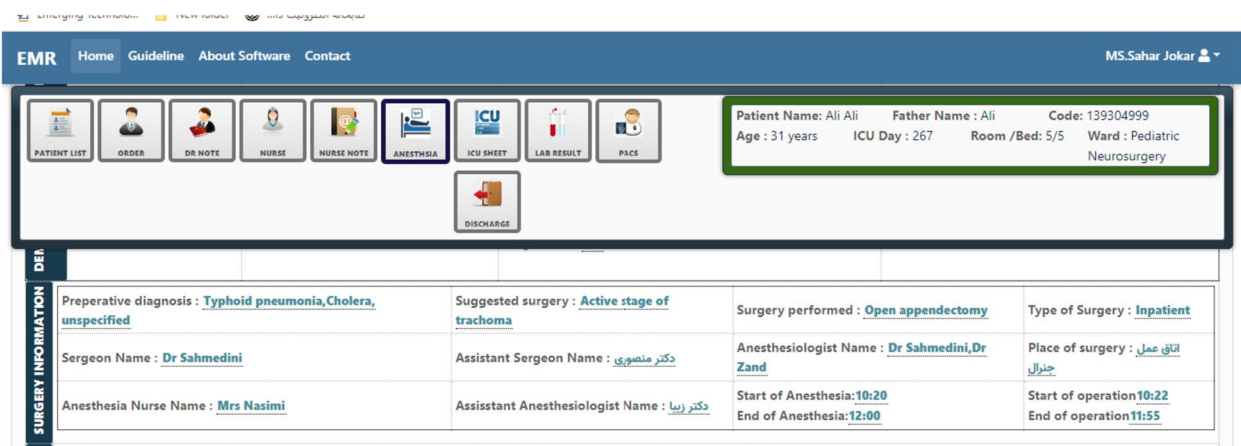 Emerging Technolo... New folder
EMR Home Guideline About Software Contact MS.Sahar Jokar
PATIENT LIST ORDER DR NOTE NURSE NURSE NOTE ANESTHSIA ICU ICU SHEET LAB RESULT PACS
DISCHARGE
Patient Name: Ali Ali Father Name : Ali Code: 139304999
Age : 31 years ICU Day : 267 Room /Bed: 5/5 Ward : Pediatric
Neurosurgery
SURGERY INFORMATION
Preperative diagnosis : Typhoid pneumonia,Cholera,
unspecified
Suggested surgery : Active stage of
trachoma
Surgery performed : Open appendectomy
Type of Surgery : Inpatient
Sergeon Name : Dr Sahmedini
Assistant Sergeon Name : دکتر منصوری
Anesthesiologist Name : Dr Sahmedini,Dr
Zand
Place of surgery : اتاق عمل
جنرال
Anesthesia Nurse Name : Mrs Nasimi
Assisstant Anesthesiologist Name : دکتر زیبا
Start of Anesthesia:10:20
End of Anesthesia:12:00
Start of operation10:22
End of operation11:55